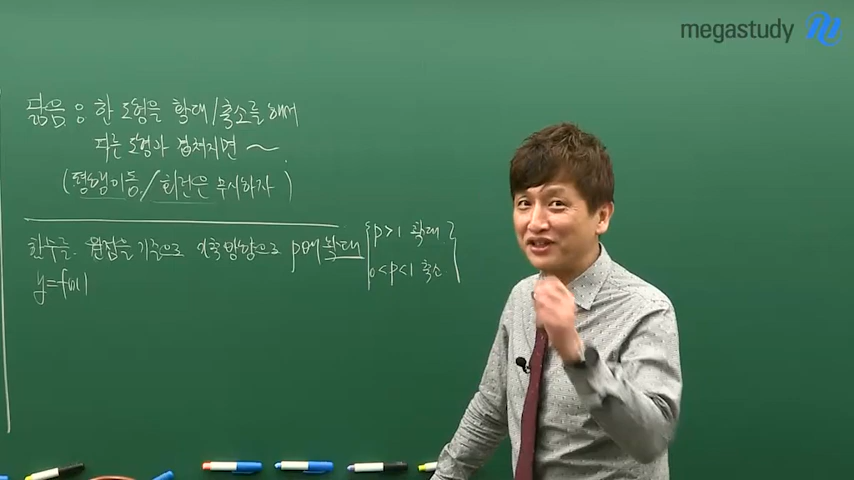 megastudy
닮음 : 한 도형을 확대/축소를 해서
다른 도형과 겹쳐지면 ~
(평행이동/회전은 무시하자)
함수를 원점을 기준으로 x축방향으로 p배 확대 { p>1 확대
0<p<1 축소 }
y=f(x)